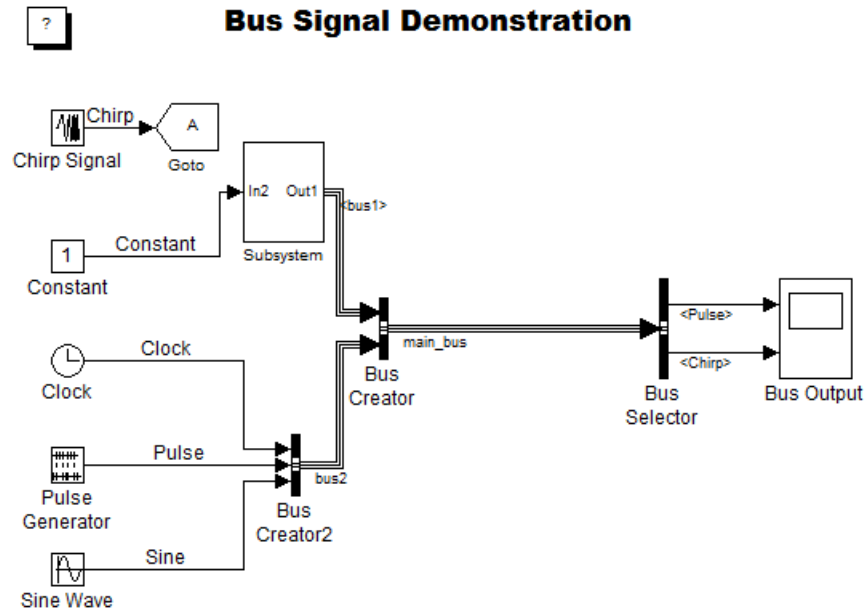 ?
Bus Signal Demonstration
Chirp
A
Chirp Signal
Goto
In2
Out1
<bus1>
Constant
1
Subsystem
Constant
<Pulse>
main_bus
Clock
<Chirp>
Bus
Creator
Clock
Bus
Selector
Bus Output
Pulse
bus2
Pulse
Generator
Bus
Creator2
Sine
Sine Wave